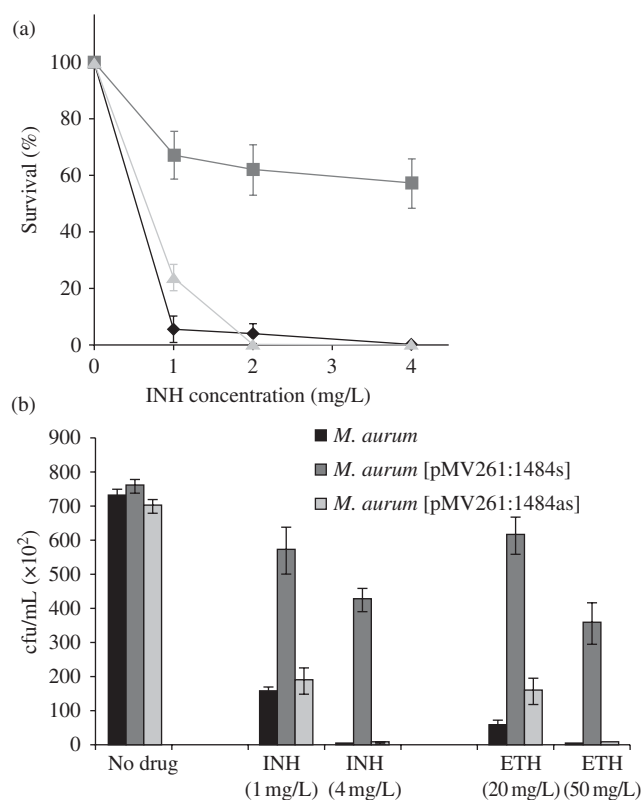 (a)
100
80
60
40
20
0
Survival (%)
0 1 2 3 4
INH concentration (mg/L)
(b)
900
800
700
600
500
400
300
200
100
0
cfu/mL (×10²)
M. aurum
M. aurum [pMV261:1484s]
M. aurum [pMV261:1484as]
No drug INH INH ETH ETH
(1 mg/L) (4 mg/L) (20 mg/L) (50 mg/L)